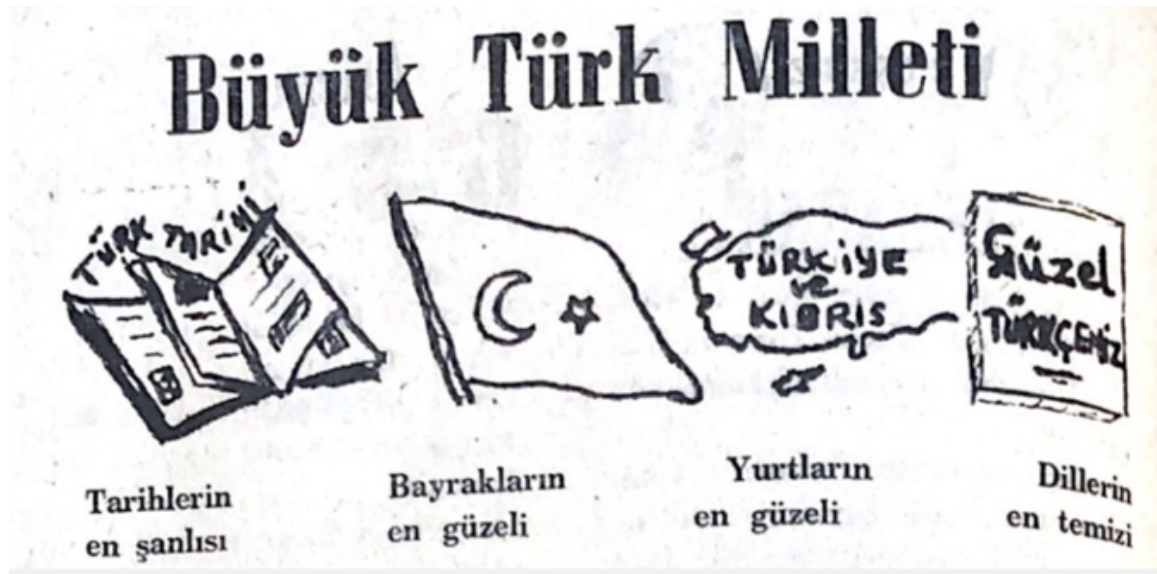 Büyük Türk Milleti
TÜRK TARİHİ
TÜRKİYE
ve
KIBRIS
Güzel
TÜRKÇEMİZ
Tarihlerin
en şanlısı
Bayrakların
en güzeli
Yurtların
en güzeli
Dillerin
en temizi